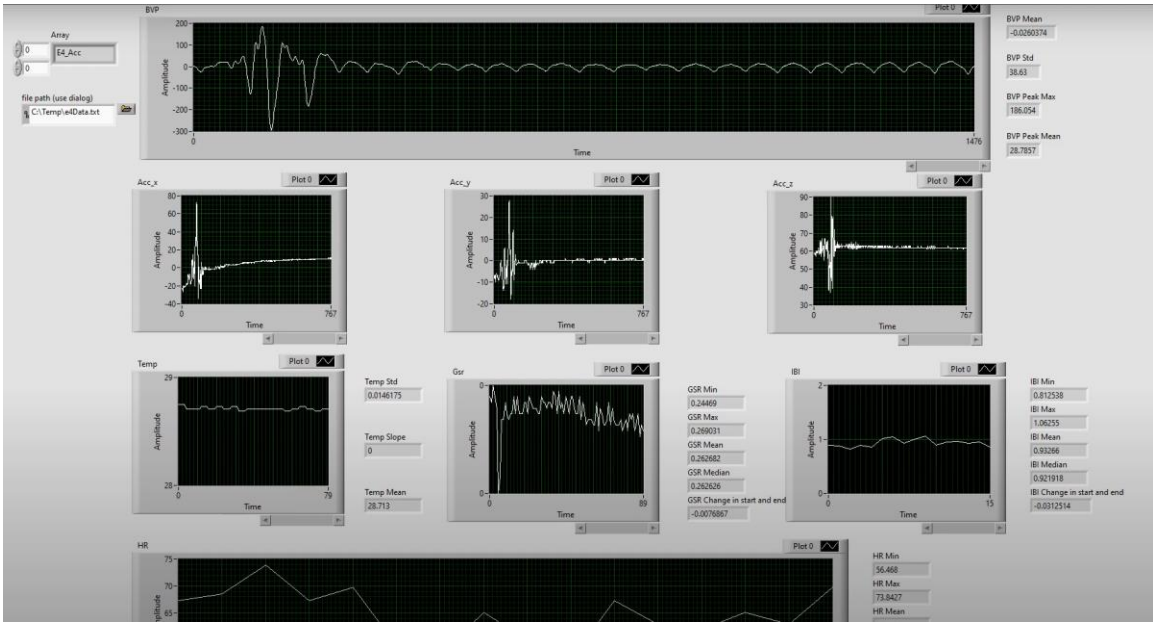 BVP
Plot 0
Array
0
E4_Acc
0
file path (use dialog)
C:\Temp\e4Data.txt
Amplitude
200
100
0
-100
-200
-300
0
1476
Time
BVP Mean
-0.0260374
BVP Std
38.63
BVP Peak Max
186.054
BVP Peak Mean
28.7857
Acc_x
Plot 0
Amplitude
80
60
40
20
0
-20
-40
0
767
Time
Acc_y
Plot 0
Amplitude
30
20
10
0
-10
-20
0
767
Time
Acc_z
Plot 0
Amplitude
90
80
70
60
50
40
30
0
767
Time
Temp
Plot 0
Amplitude
29
28
0
79
Time
Temp Std
0.0146175
Temp Slope
0
Temp Mean
28.713
Gsr
Plot 0
Amplitude
0
0
0
89
Time
GSR Min
0.24469
GSR Max
0.269031
GSR Mean
0.262682
GSR Median
0.262626
GSR Change in start and end
-0.0076867
IBI
Plot 0
Amplitude
2
1
0
0
15
Time
IBI Min
0.812538
IBI Max
1.06255
IBI Mean
0.93266
IBI Median
0.921918
IBI Change in start and end
-0.0312514
HR
Plot 0
75
70
65
HR Min
56.468
HR Max
73.8427
HR Mean